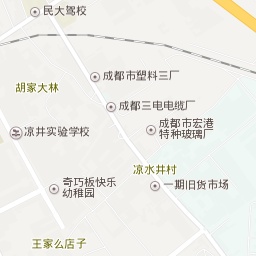 民大驾校
成都市塑料三厂
胡家大林
成都三电电缆厂
成都市宏港
特种玻璃厂
凉井实验学校
凉水井村
奇巧板快乐
幼稚园
一期旧货市场
王家么店子